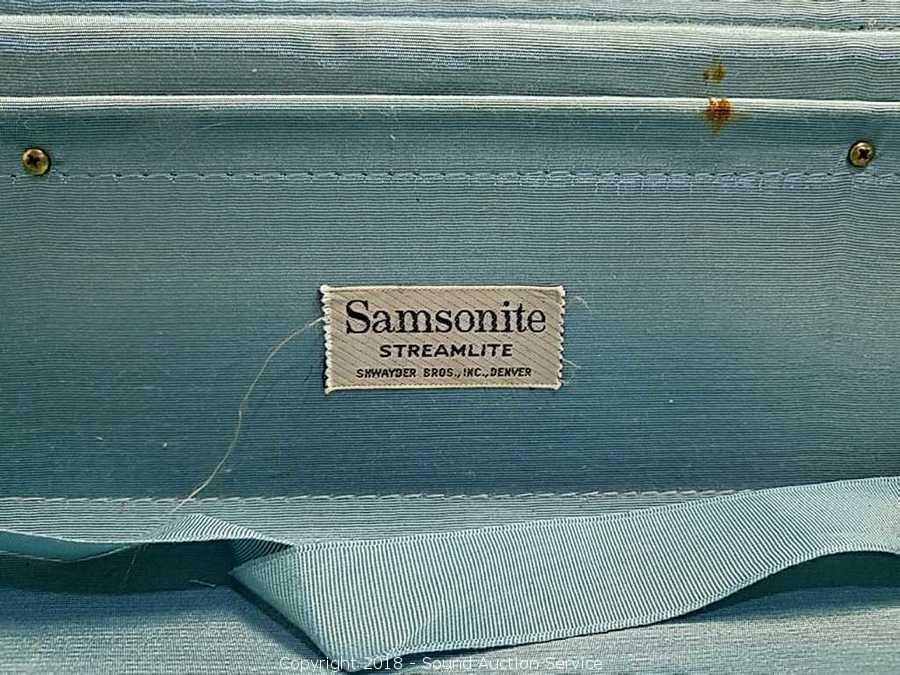 Samsonite
STREAMLITE
SHWAYDER BROS., INC., DENVER
Copyright 2018 - Sound Auction Service